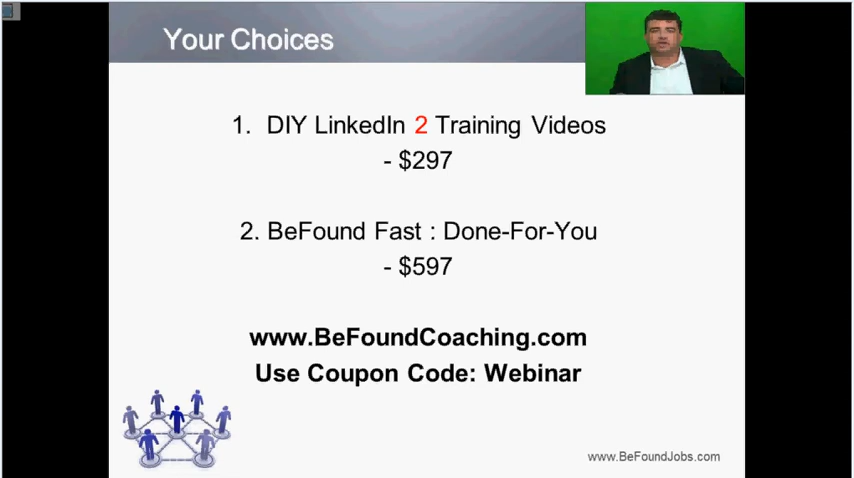 Your Choices
1. DIY LinkedIn 2 Training Videos
- $297
2. BeFound Fast : Done-For-You
- $597
www.BeFoundCoaching.com
Use Coupon Code: Webinar
www.BeFoundJobs.com